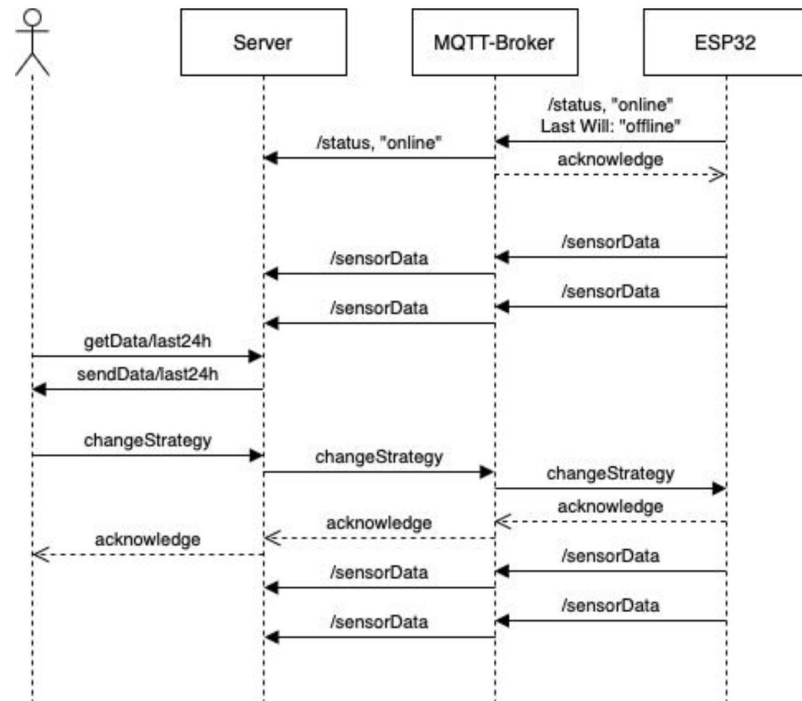 Server
MQTT-Broker
ESP32
/status, "online"
Last Will: "offline"
/status, "online"
acknowledge
/sensorData
/sensorData
/sensorData
/sensorData
getData/last24h
sendData/last24h
changeStrategy
changeStrategy
changeStrategy
acknowledge
acknowledge
acknowledge
/sensorData
/sensorData
/sensorData
/sensorData